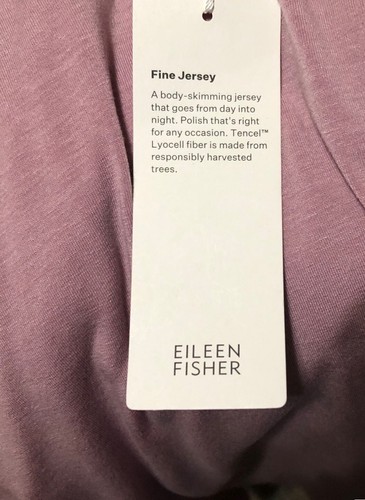 Fine Jersey
A body-skimming jersey
that goes from day into
night. Polish that's right
for any occasion. Tencel™
Lyocell fiber is made from
responsibly harvested
trees.
EILEEN
FISHER